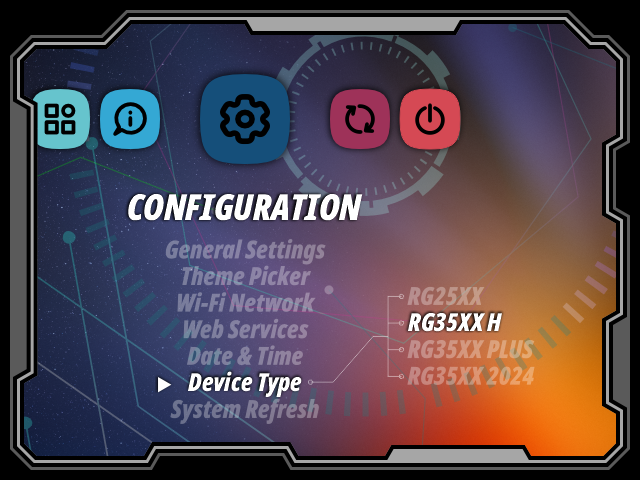 CONFIGURATION
General Settings
Theme Picker
Wi-Fi Network
Web Services
Date & Time
Device Type
System Refresh
RG25XX
RG35XX H
RG35XX PLUS
RG35XX 2024